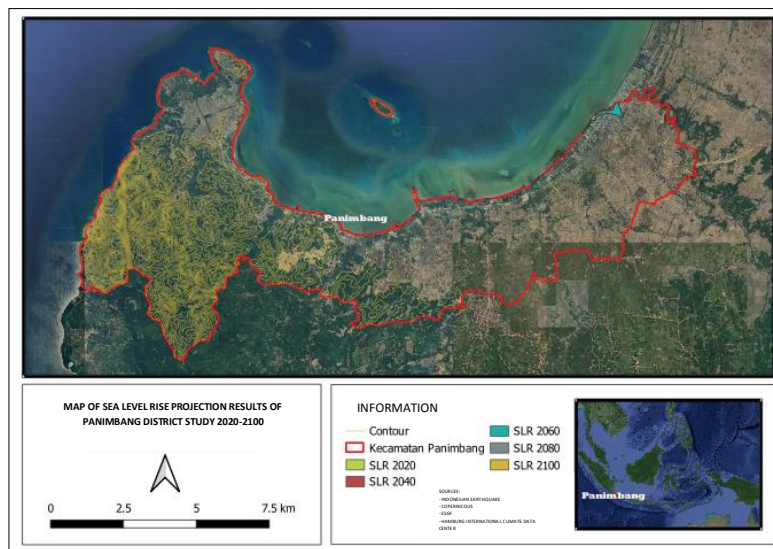 Panimbang
MAP OF SEA LEVEL RISE PROJECTION RESULTS OF
PANIMBANG DISTRICT STUDY 2020-2100
0 2.5 5 7.5 km
INFORMATION
Contour
Kecamatan Panimbang
SLR 2020
SLR 2040
SLR 2060
SLR 2080
SLR 2100
SOURCES:
- INDONESIAN EARTHQUAKE
- COPERNICOUS
- ESGF
- HAMBURG INTERNATIONAL CLIMATE DATA
CENTER
Panimbang